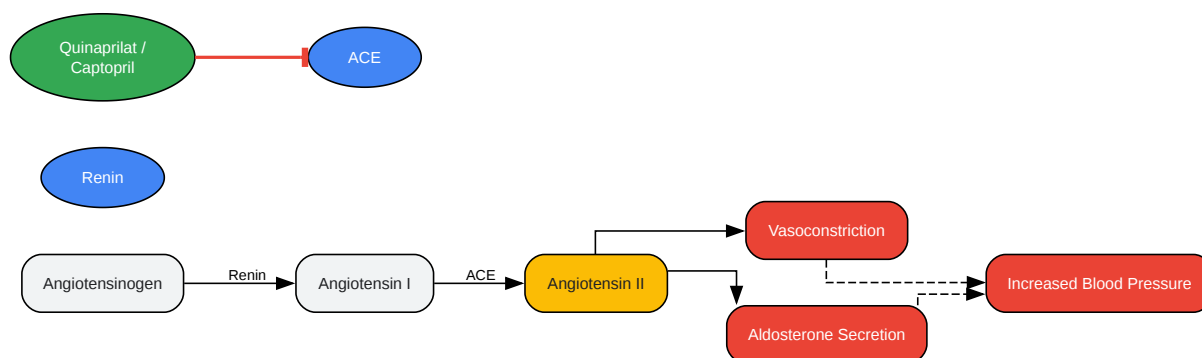 Quinaprilat /
Captopril
ACE
Renin
Vasoconstriction
Angiotensinogen
Renin
Angiotensin I
ACE
Angiotensin II
Increased Blood Pressure
Aldosterone Secretion